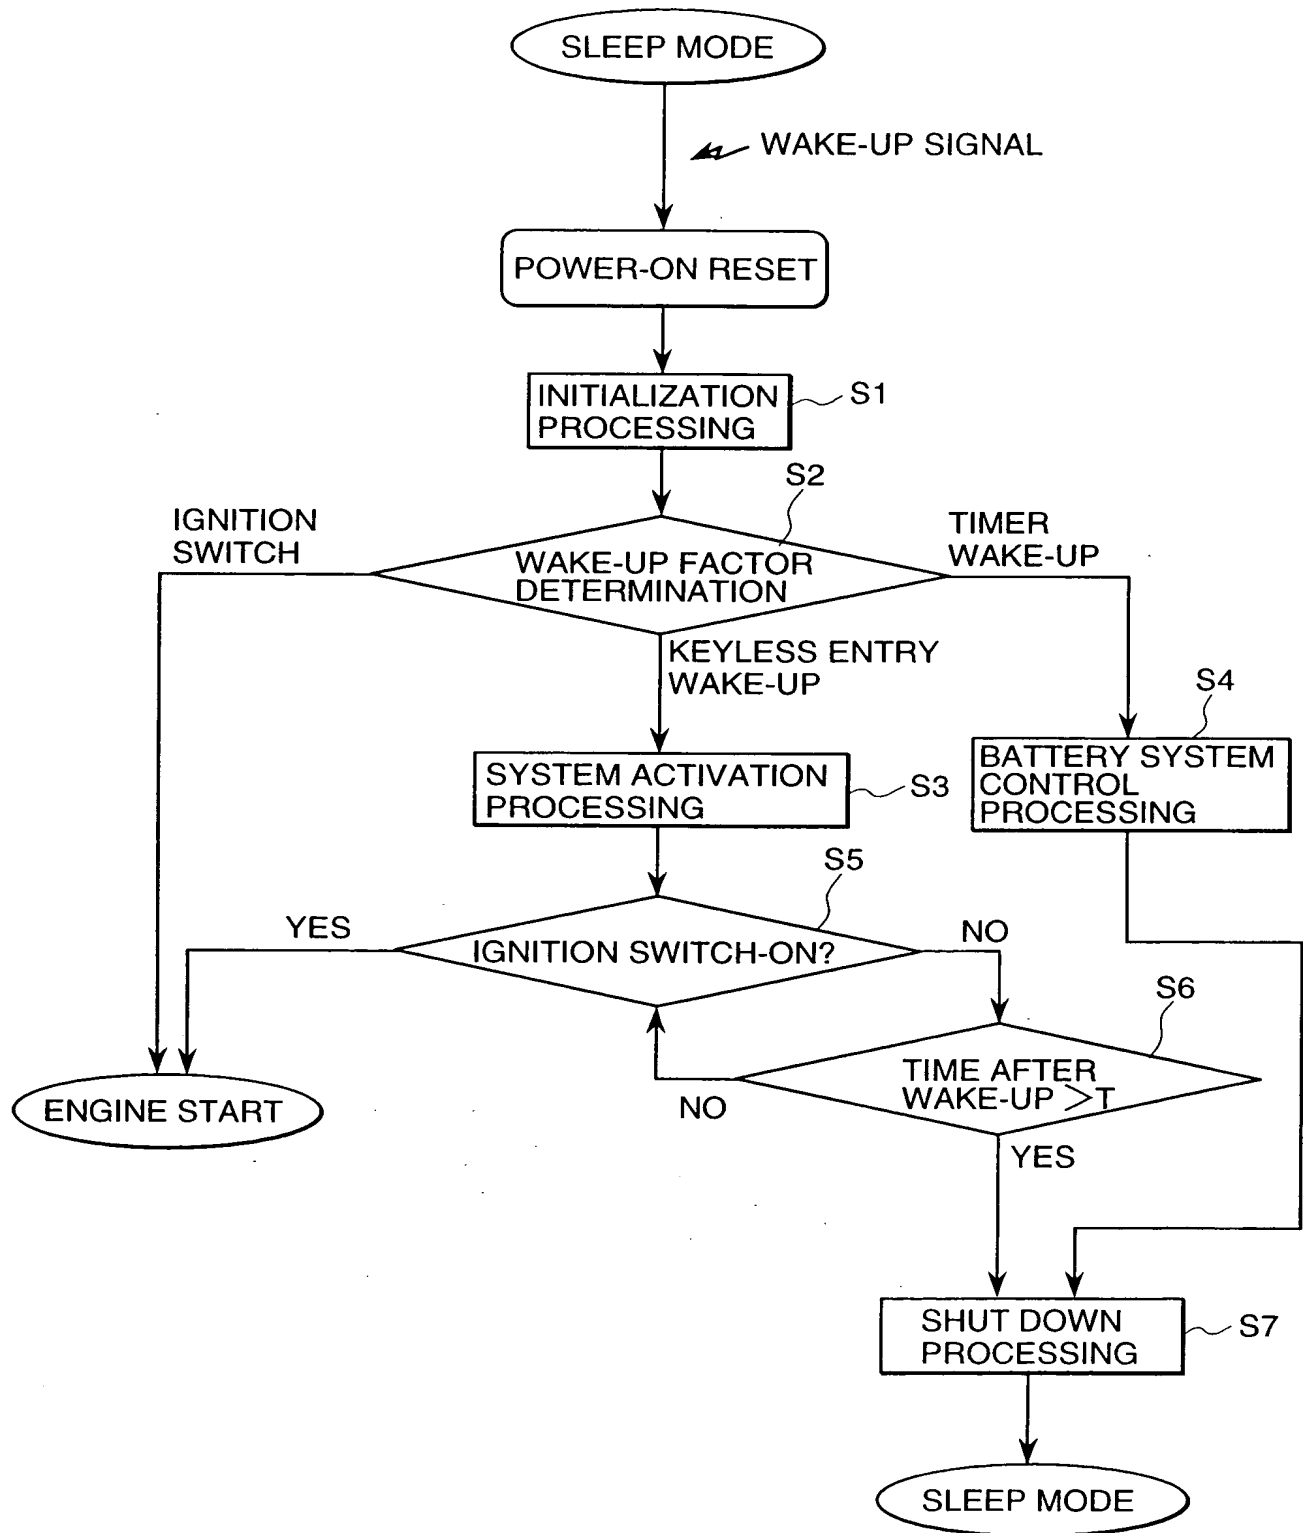 SLEEP MODE
WAKE-UP SIGNAL
POWER-ON RESET
INITIALIZATION
PROCESSING
S1
S2
IGNITION
SWITCH
WAKE-UP FACTOR
DETERMINATION
TIMER
WAKE-UP
KEYLESS ENTRY
WAKE-UP
SYSTEM ACTIVATION
PROCESSING
S3
S4
BATTERY SYSTEM
CONTROL
PROCESSING
S5
YES
IGNITION SWITCH-ON?
NO
S6
TIME AFTER
WAKE-UP >T
NO
YES
ENGINE START
SHUT DOWN
PROCESSING
S7
SLEEP MODE